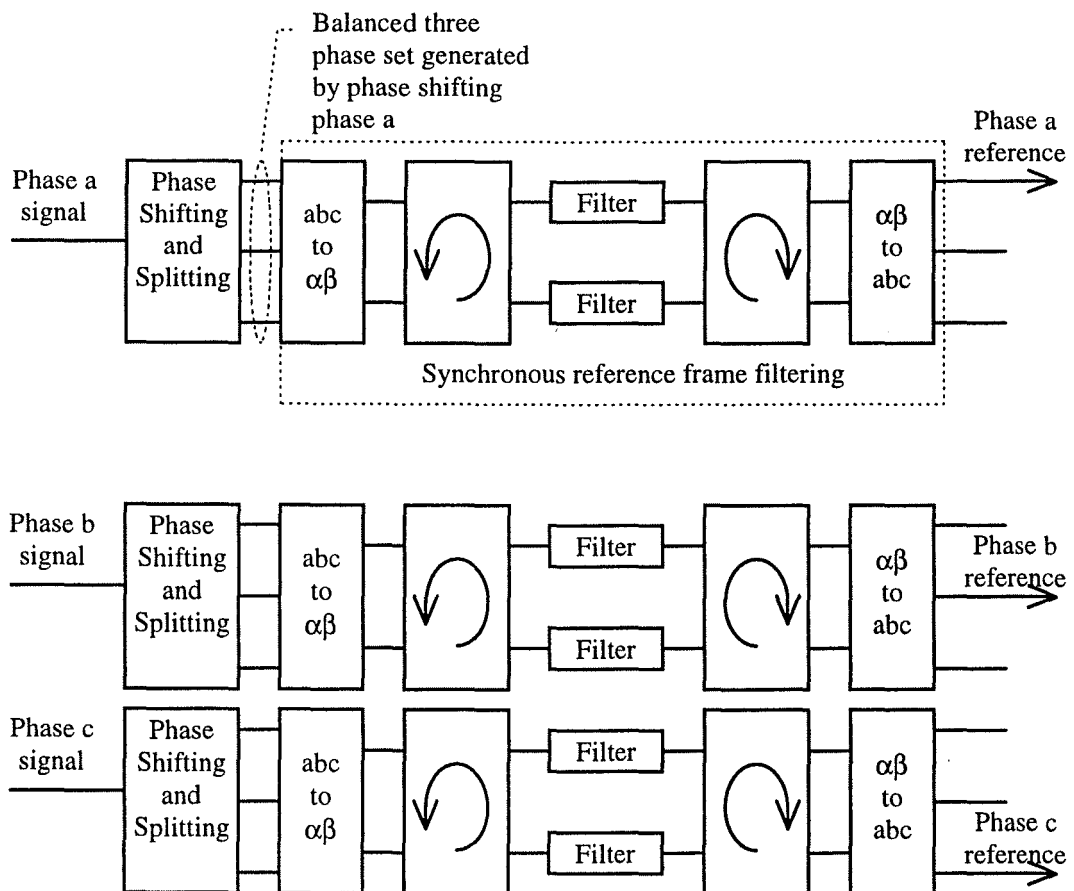 Balanced three
phase set generated
by phase shifting
phase a
Phase a
reference
Phase a
signal
Phase
Shifting
and
Splitting
abc
to
αβ
Filter
Filter
αβ
to
abc
Synchronous reference frame filtering
Phase b
signal
Phase
Shifting
and
Splitting
abc
to
αβ
Filter
Filter
αβ
to
abc
Phase b
reference
Phase c
signal
Phase
Shifting
and
Splitting
abc
to
αβ
Filter
Filter
αβ
to
abc
Phase c
reference